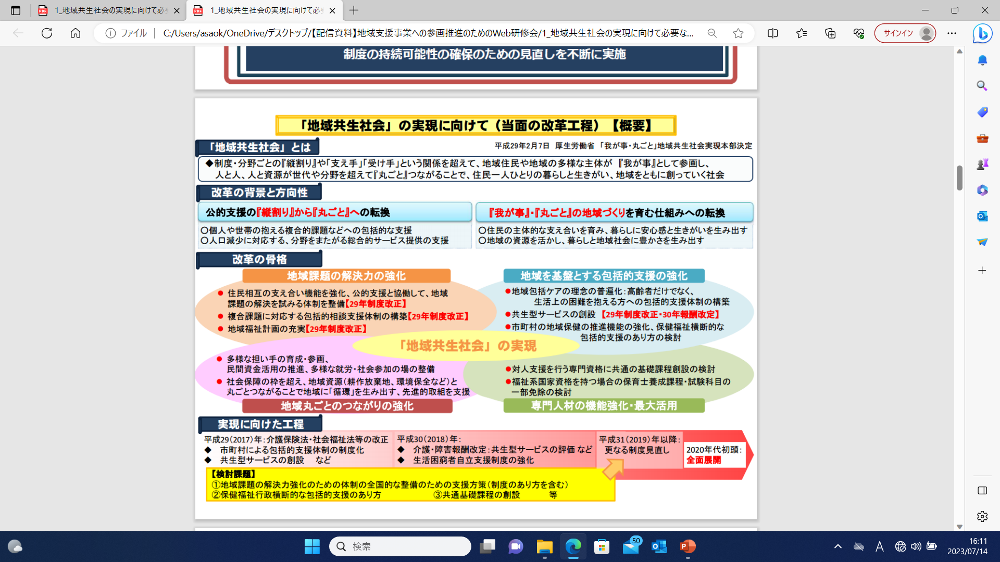 1_地域共生社会の実現に向けて必
1_地域共生社会の実現に向けて必
ファイル
C:/Users/asaok/OneDrive/デスクトップ/【配信資料】地域支援事業への参画推進のためのWeb研修会/1_地域共生社会の実現に向けて必要な...
サインイン
制度の持続可能性の確保のための見直しを不断に実施
「地域共生社会」の実現に向けて（当面の改革工程）【概要】
「地域共生社会」とは
平成29年2月7日 厚生労働省 「我が事・丸ごと」地域共生社会実現本部決定
◆制度・分野ごとの『縦割り』や「支え手」「受け手」という関係を超えて、地域住民や地域の多様な主体が 『我が事』として参画し、
人と人、人と資源が世代や分野を超えて『丸ごと』つながることで、住民一人ひとりの暮らしと生きがい、地域をともに創っていく社会
改革の背景と方向性
公的支援の『縦割り』から『丸ごと』への転換
○個人や世帯の抱える複合的課題などへの包括的な支援
○人口減少に対応する、分野をまたがる総合的サービス提供の支援
『我が事』・『丸ごと』の地域づくりを育む仕組みへの転換
○住民の主体的な支え合いを育み、暮らしに安心感と生きがいを生み出す
○地域の資源を活かし、暮らしと地域社会に豊かさを生み出す
改革の骨格
地域課題の解決力の強化
● 住民相互の支え合い機能を強化、公的支援と協働して、地域
課題の解決を試みる体制を整備【29年制度改正】
● 複合課題に対応する包括的相談支援体制の構築【29年制度改正】
● 地域福祉計画の充実【29年制度改正】
地域を基盤とする包括的支援の強化
●地域包括ケアの理念の普遍化：高齢者だけでなく、
生活上の困難を抱える方への包括的支援体制の構築
●共生型サービスの創設 【29年制度改正・30年報酬改定】
●市町村の地域保健の推進機能の強化、保健福祉横断的な
包括的支援のあり方の検討
「地域共生社会」の実現
● 多様な担い手の育成・参画、
民間資金活用の推進、多様な就労・社会参加の場の整備
● 社会保障の枠を超え、地域資源（耕作放棄地、環境保全など）と
丸ごとつながることで地域に「循環」を生み出す、先進的取組を支援
地域丸ごとのつながりの強化
●対人支援を行う専門資格に共通の基礎課程創設の検討
●福祉系国家資格を持つ場合の保育士養成課程・試験科目の
一部免除の検討
専門人材の機能強化・最大活用
実現に向けた工程
平成29（2017）年：介護保険法・社会福祉法等の改正
◆ 市町村による包括的支援体制の制度化
◆ 共生型サービスの創設 など
平成30（2018）年：
◆ 介護・障害報酬改定：共生型サービスの評価 など
◆ 生活困窮者自立支援制度の強化
平成31（2019）年以降：
更なる制度見直し
2020年代初頭：
全面展開
【検討課題】
①地域課題の解決力強化のための体制の全国的な整備のための支援方策（制度のあり方を含む）
②保健福祉行政横断的な包括的支援のあり方 ③共通基礎課程の創設 等
検索
50
A
16:11
2023/07/14